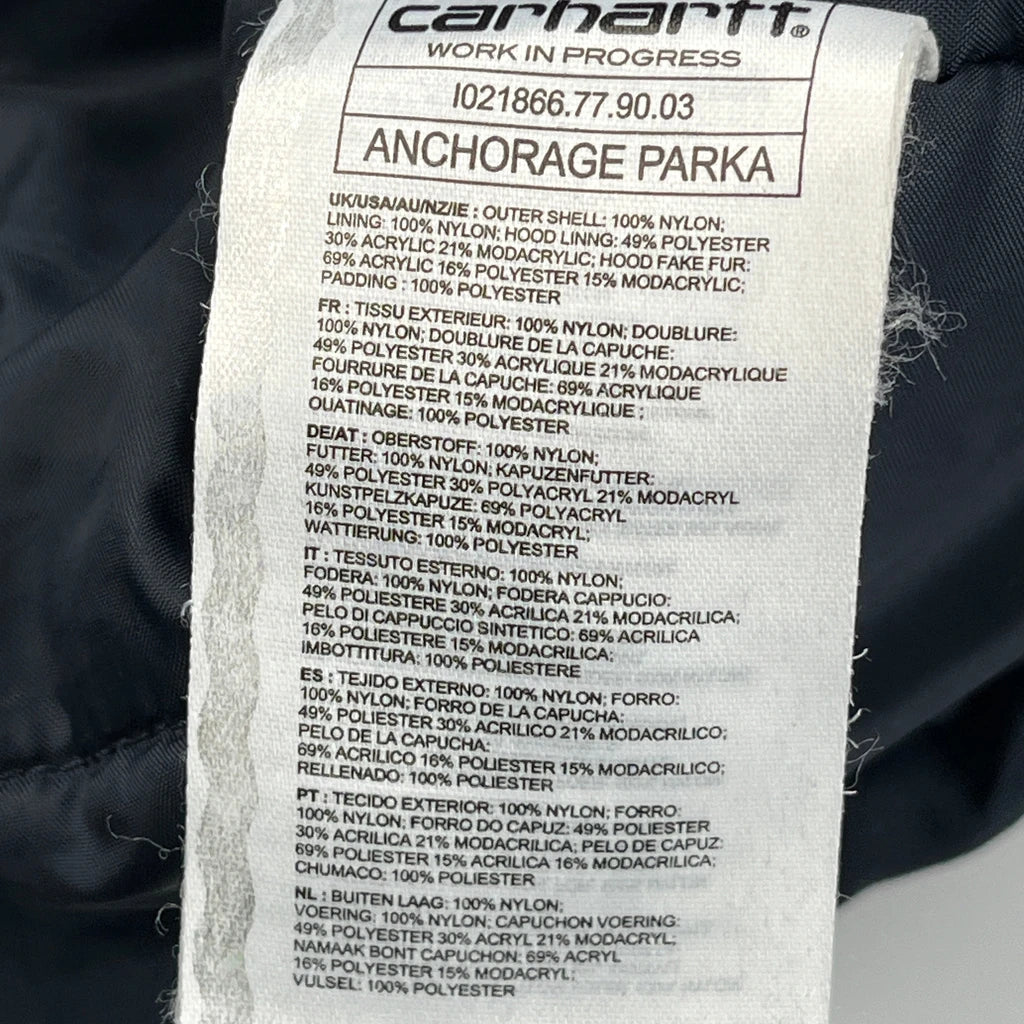 carhartt®
WORK IN PROGRESS
I021866.77.90.03
ANCHORAGE PARKA
UK/USA/AU/NZ/IE : OUTER SHELL: 100% NYLON;
LINING: 100% NYLON; HOOD LINNG: 49% POLYESTER
30% ACRYLIC 21% MODACRYLIC; HOOD FAKE FUR:
69% ACRYLIC 16% POLYESTER 15% MODACRYLIC;
PADDING : 100% POLYESTER
FR : TISSU EXTERIEUR: 100% NYLON; DOUBLURE:
100% NYLON; DOUBLURE DE LA CAPUCHE:
49% POLYESTER 30% ACRYLIQUE 21% MODACRYLIQUE
FOURRURE DE LA CAPUCHE: 69% ACRYLIQUE
16% POLYESTER 15% MODACRYLIQUE ;
OUATINAGE: 100% POLYESTER
DE/AT : OBERSTOFF: 100% NYLON;
FUTTER: 100% NYLON; KAPUZENFUTTER:
49% POLYESTER 30% POLYACRYL 21% MODACRYL
KUNSTPELZKAPUZE: 69% POLYACRYL
16% POLYESTER 15% MODACRYL;
WATTIERUNG: 100% POLYESTER
IT : TESSUTO ESTERNO: 100% NYLON;
FODERA: 100% NYLON; FODERA CAPPUCIO:
49% POLIESTERE 30% ACRILICA 21% MODACRILICA;
PELO DI CAPPUCCIO SINTETICO: 69% ACRILICA
16% POLIESTERE 15% MODACRILICA;
IMBOTTITURA: 100% POLIESTERE
ES : TEJIDO EXTERNO: 100% NYLON; FORRO:
100% NYLON; FORRO DE LA CAPUCHA:
49% POLIESTER 30% ACRILICO 21% MODACRILICO;
PELO DE LA CAPUCHA:
69% ACRILICO 16% POLIESTER 15% MODACRILICO;
RELLENADO: 100% POLIESTER
PT : TECIDO EXTERIOR: 100% NYLON; FORRO:
100% NYLON; FORRO DO CAPUZ: 49% POLIESTER
30% ACRILICA 21% MODACRILICA; PELO DE CAPUZ:
69% POLIESTER 15% ACRILICA 16% MODACRILICA;
CHUMACO: 100% POLIESTER
NL : BUITEN LAAG: 100% NYLON;
VOERING: 100% NYLON; CAPUCHON VOERING:
49% POLYESTER 30% ACRYL 21% MODACRYL;
NAMAAK BONT CAPUCHON: 69% ACRYL
16% POLYESTER 15% MODACRYL;
VULSEL: 100% POLYESTER